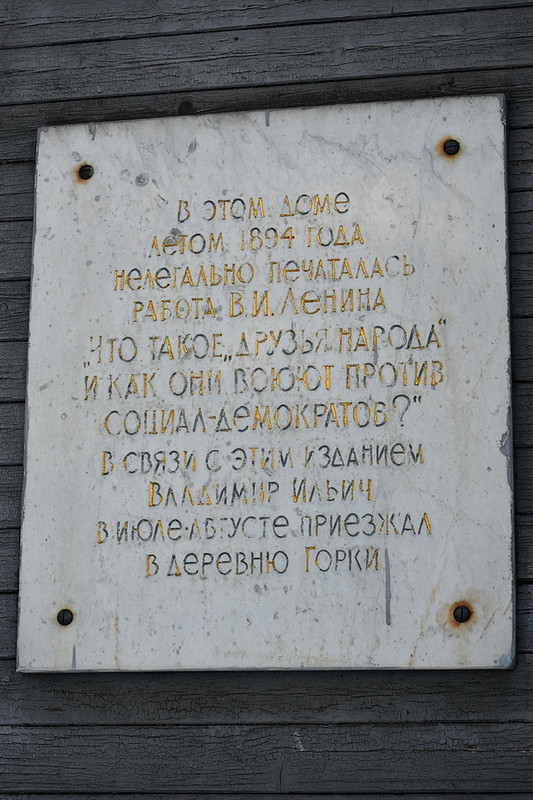 В ЭТОМ ДОМЕ
ЛЕТОМ 1894 ГОДА
НЕЛЕГАЛЬНО ПЕЧАТАЛАСЬ
РАБОТА В.И. ЛЕНИНА
„ЧТО ТАКОЕ „ДРУЗЬЯ НАРОДА“
И КАК ОНИ ВОЮЮТ ПРОТИВ
СОЦИАЛ-ДЕМОКРАТОВ?“
В СВЯЗИ С ЭТИМ ИЗДАНИЕМ
ВЛАДИМИР ИЛЬИЧ
В ИЮЛЕ-АВГУСТЕ ПРИЕЗЖАЛ
В ДЕРЕВНЮ ГОРКИ